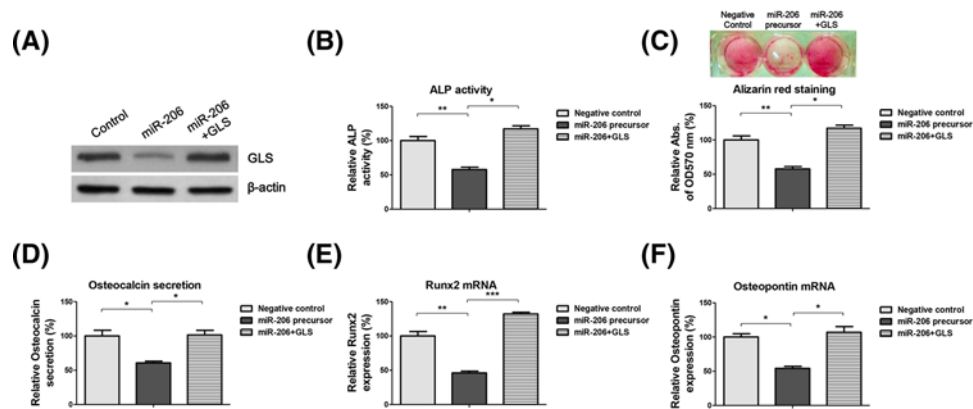 (A)
Control
miR-206
miR-206
+GLS
GLS
β-actin
(B)
ALP activity
Relative ALP
activity (%)
150
100
50
0
**
*
Negative control
miR-206 precursor
miR-206+GLS
(C)
Negative
Control
miR-206
precursor
miR-206
+GLS
Alizarin red staining
Relative Abs.
of OD570 nm (%)
150
100
50
0
**
*
Negative control
miR-206 precursor
miR-206+GLS
(D)
Osteocalcin secretion
Relative Osteocalcin
secretion (%)
150
100
50
0
*
*
Negative control
miR-206 precursor
miR-206+GLS
(E)
Runx2 mRNA
Relative Runx2
expression (%)
150
100
50
0
**
***
Negative control
miR-206 precursor
miR-206+GLS
(F)
Osteopontin mRNA
Relative Osteopontin
expression (%)
150
100
50
0
*
*
Negative control
miR-206 precursor
miR-206+GLS